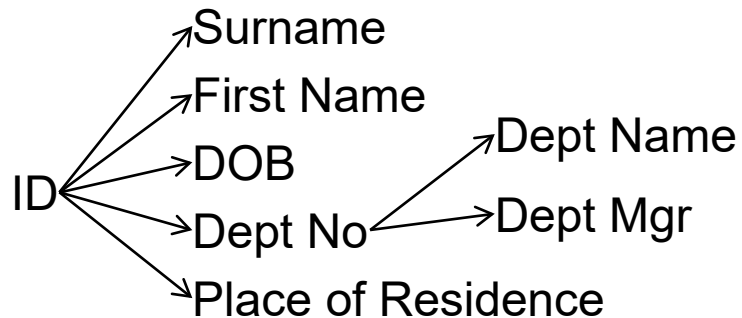 Surname
First Name
Dept Name
DOB
ID
Dept No
Dept Mgr
Place of Residence